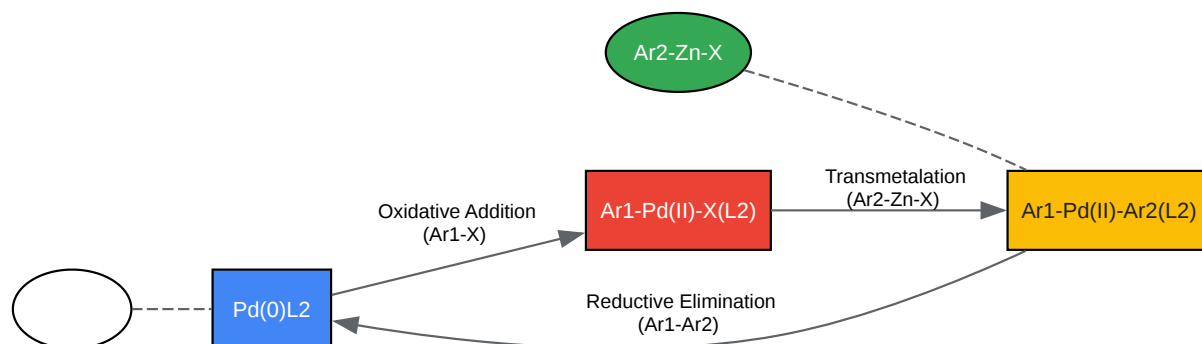 Ar2-Zn-X
Transmetalation
(Ar2-Zn-X)
Ar1-Pd(II)-X(L2)
Ar1-Pd(II)-Ar2(L2)
Oxidative Addition
(Ar1-X)
Pd(0)L2
Reductive Elimination
(Ar1-Ar2)